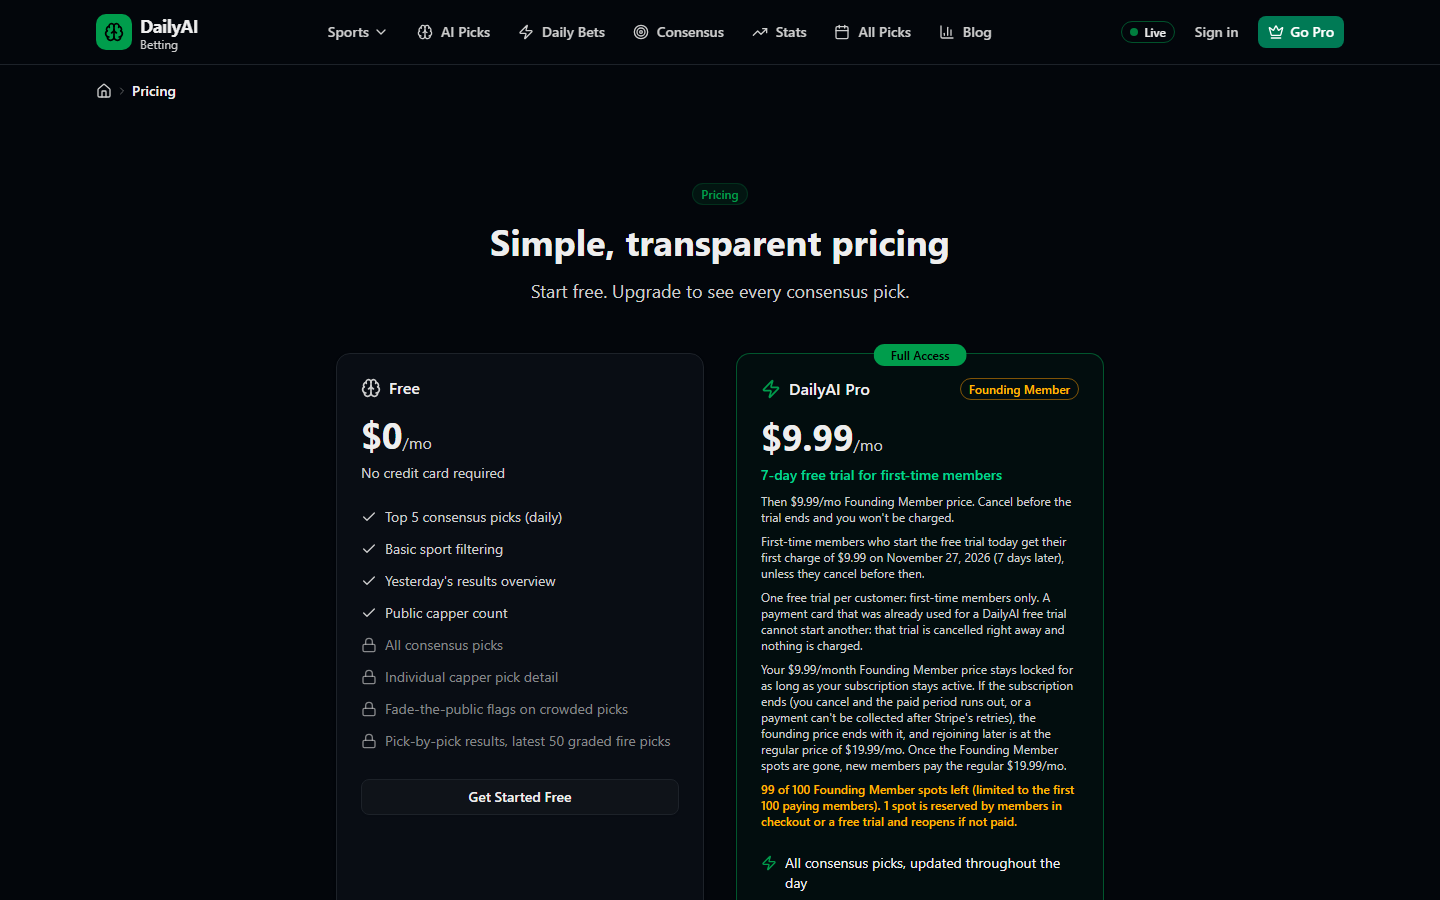 DailyAI
Betting
Sports
AI Picks
Daily Bets
Consensus
Stats
All Picks
Blog
Live
Sign in
Go Pro
Pricing
Pricing
Simple, transparent pricing
Start free. Upgrade to see every consensus pick.
Free
$0/mo
No credit card required
Top 5 consensus picks (daily)
Basic sport filtering
Yesterday's results overview
Public capper count
All consensus picks
Individual capper pick detail
Fade-the-public flags on crowded picks
Pick-by-pick results, latest 50 graded fire picks
Get Started Free
Full Access
DailyAI Pro
Founding Member
$9.99/mo
7-day free trial for first-time members
Then $9.99/mo Founding Member price. Cancel before the
trial ends and you won't be charged.
First-time members who start the free trial today get their
first charge of $9.99 on November 27, 2026 (7 days later),
unless they cancel before then.
One free trial per customer: first-time members only. A
payment card that was already used for a DailyAI free trial
cannot start another: that trial is cancelled right away and
nothing is charged.
Your $9.99/month Founding Member price stays locked for
as long as your subscription stays active. If the subscription
ends (you cancel and the paid period runs out, or a
payment can't be collected after Stripe's retries), the
founding price ends with it, and rejoining later is at the
regular price of $19.99/mo. Once the Founding Member
spots are gone, new members pay the regular $19.99/mo.
99 of 100 Founding Member spots left (limited to the first
100 paying members). 1 spot is reserved by members in
checkout or a free trial and reopens if not paid.
All consensus picks, updated throughout the
day